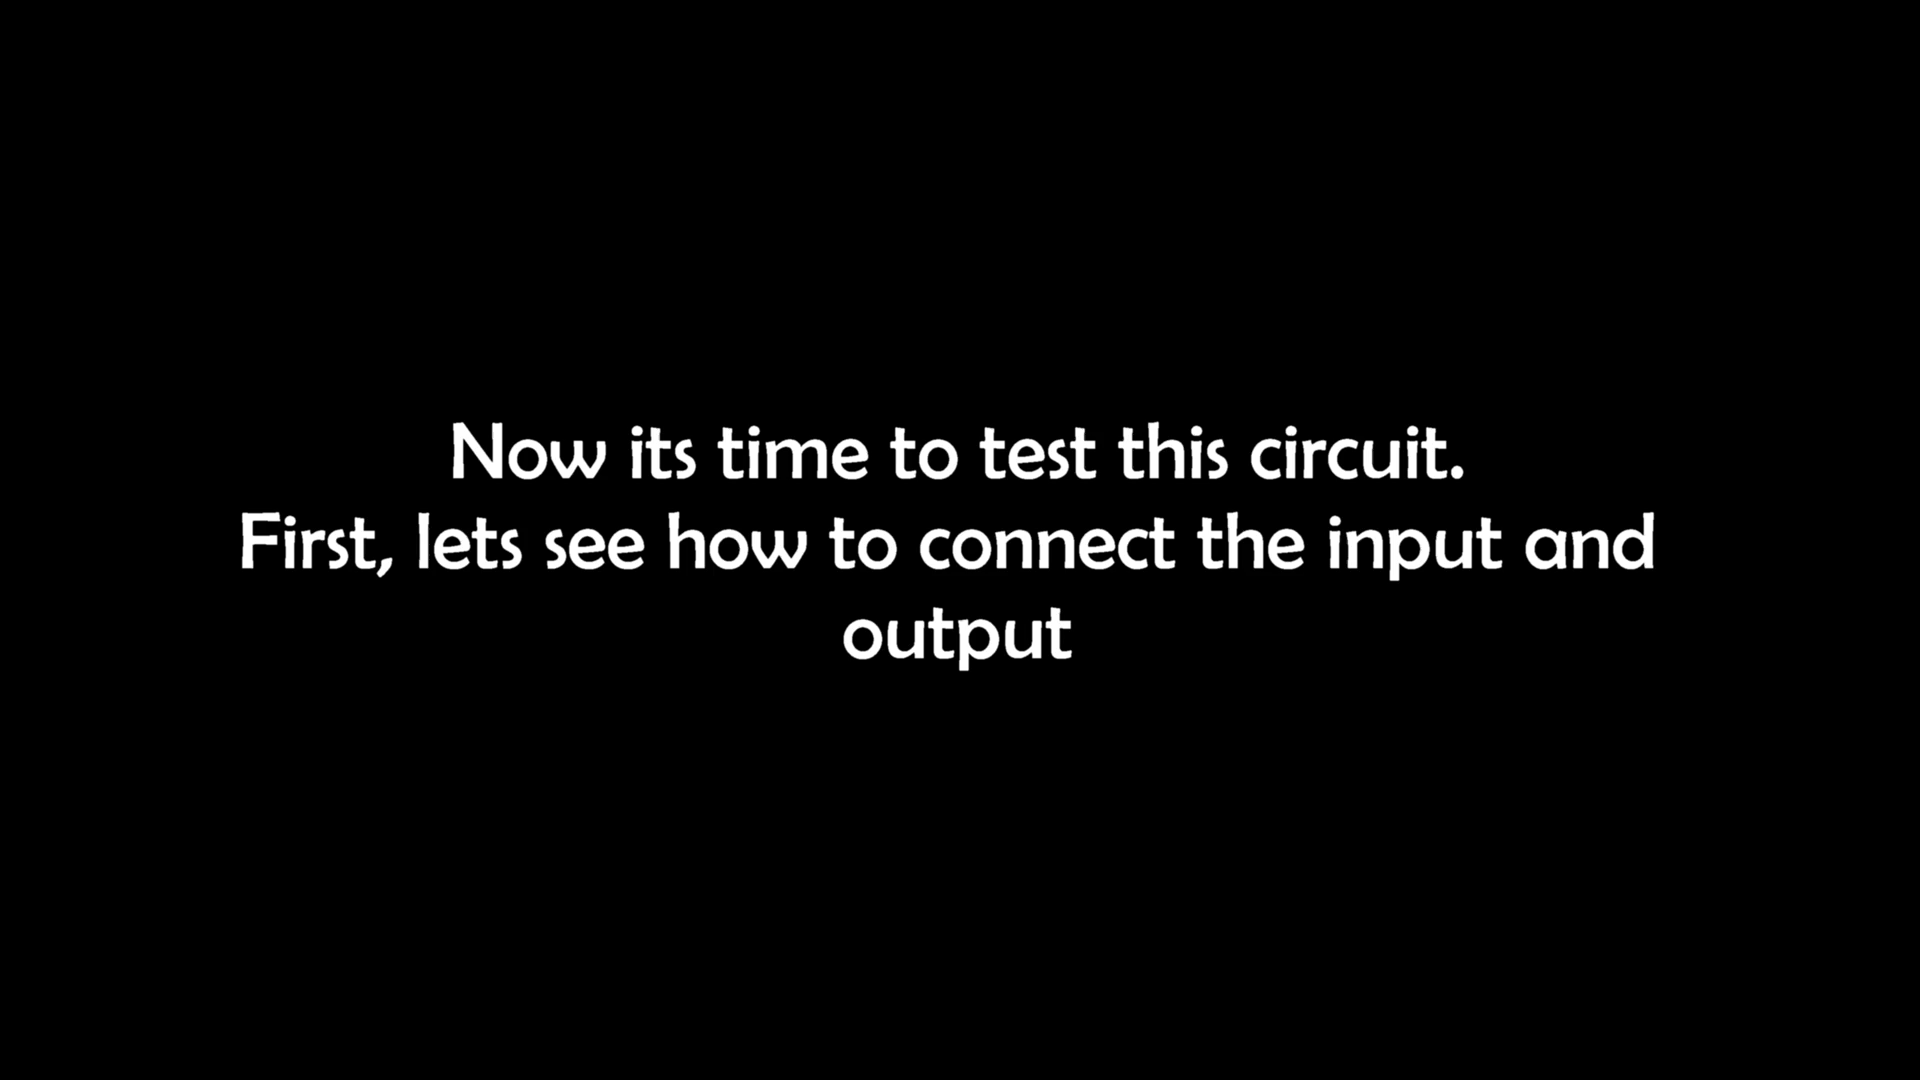 Now its time to test this circuit.
First, lets see how to connect the input and
output